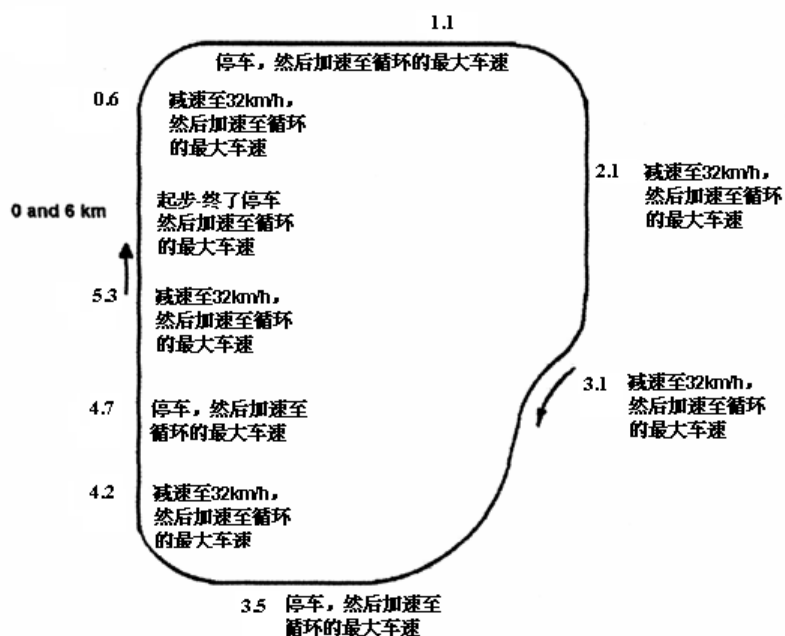 1.1
停车，然后加速至循环的最大车速
0.6
减速至32km/h，
然后加速至循环
的最大车速
2.1
减速至32km/h，
然后加速至循环
的最大车速
0 and 6 km
起步-终了停车
然后加速至循环
的最大车速
5.3
减速至32km/h，
然后加速至循环
的最大车速
3.1
减速至32km/h，
然后加速至循环
的最大车速
4.7
停车，然后加速至
循环的最大车速
4.2
减速至32km/h，
然后加速至循环
的最大车速
3.5
停车，然后加速至
循环的最大车速